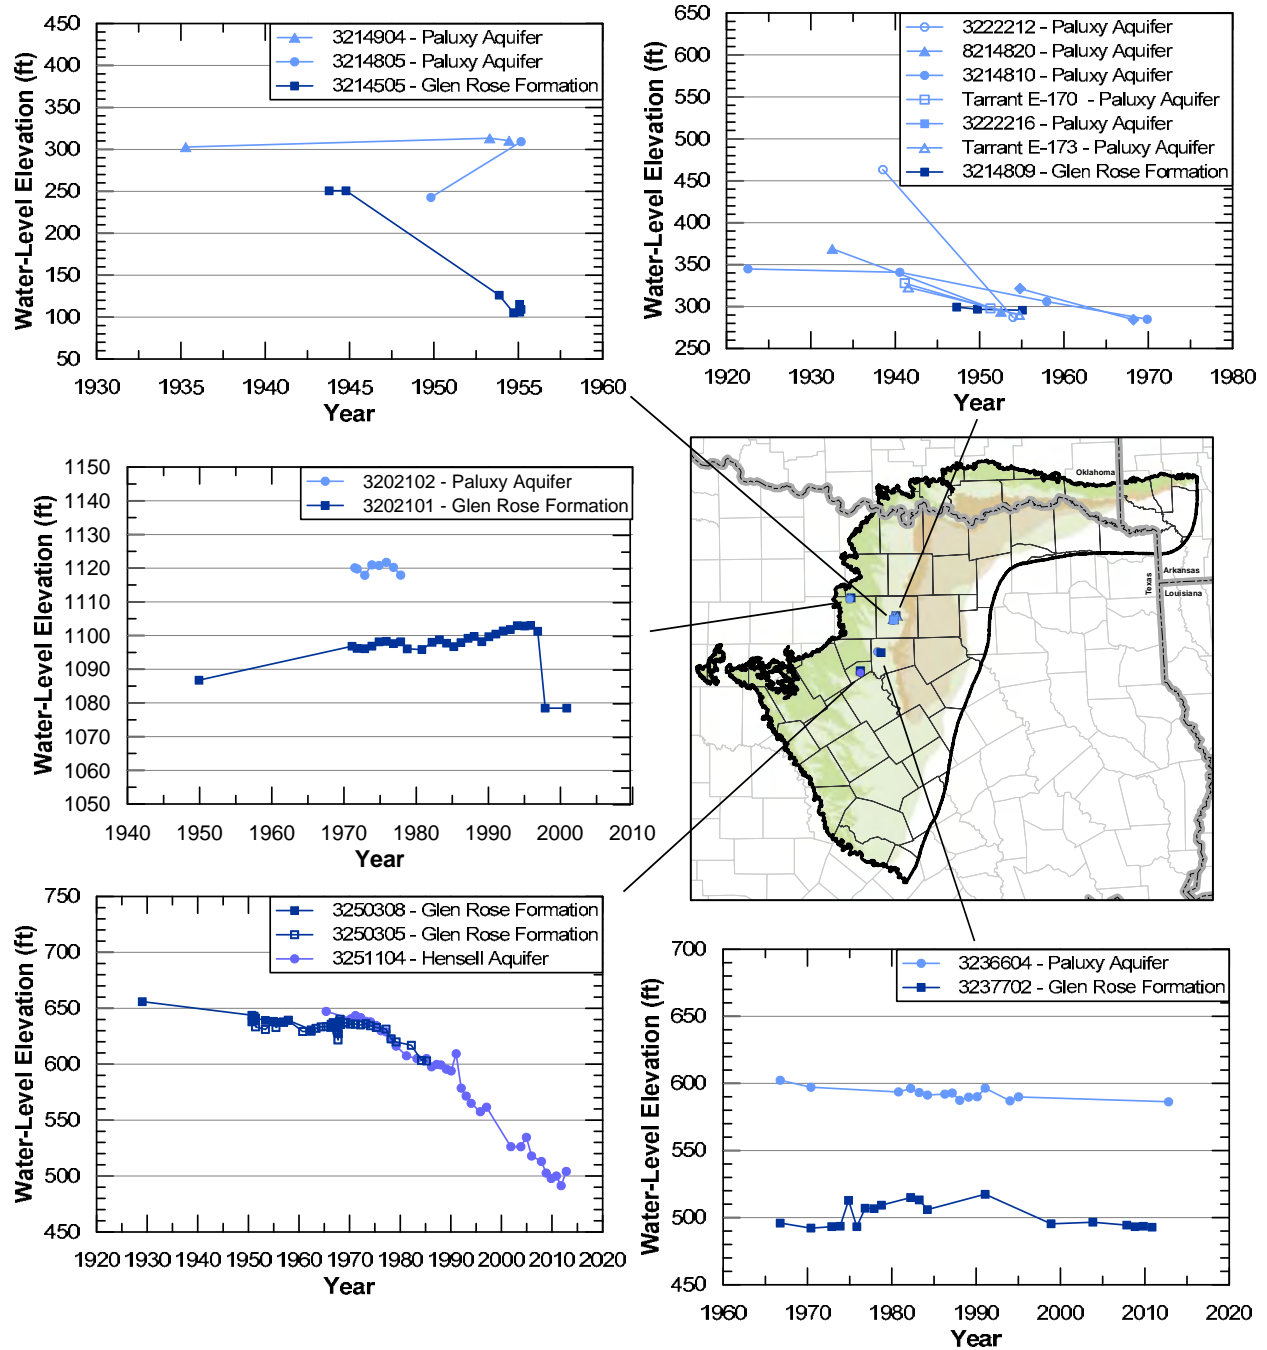 450
400
350
300
250
200
150
100
50
Water-Level Elevation (ft)
3214904 - Paluxy Aquifer
3214805 - Paluxy Aquifer
3214505 - Glen Rose Formation
1930 1935 1940 1945 1950 1955 1960
Year
650
600
550
500
450
400
350
300
250
Water-Level Elevation (ft)
3222212 - Paluxy Aquifer
8214820 - Paluxy Aquifer
3214810 - Paluxy Aquifer
Tarrant E-170 - Paluxy Aquifer
3222216 - Paluxy Aquifer
Tarrant E-173 - Paluxy Aquifer
3214809 - Glen Rose Formation
1920 1930 1940 1950 1960 1970 1980
Year
1150
1140
1130
1120
1110
1100
1090
1080
1070
1060
1050
Water-Level Elevation (ft)
3202102 - Paluxy Aquifer
3202101 - Glen Rose Formation
1940 1950 1960 1970 1980 1990 2000 2010
Year
Oklahoma
Texas
Arkansas
Louisiana
750
700
650
600
550
500
450
Water-Level Elevation (ft)
3250308 - Glen Rose Formation
3250305 - Glen Rose Formation
3251104 - Hensell Aquifer
1920 1930 1940 1950 1960 1970 1980 1990 2000 2010 2020
Year
700
650
600
550
500
450
Water-Level Elevation (ft)
3236604 - Paluxy Aquifer
3237702 - Glen Rose Formation
1960 1970 1980 1990 2000 2010 2020
Year